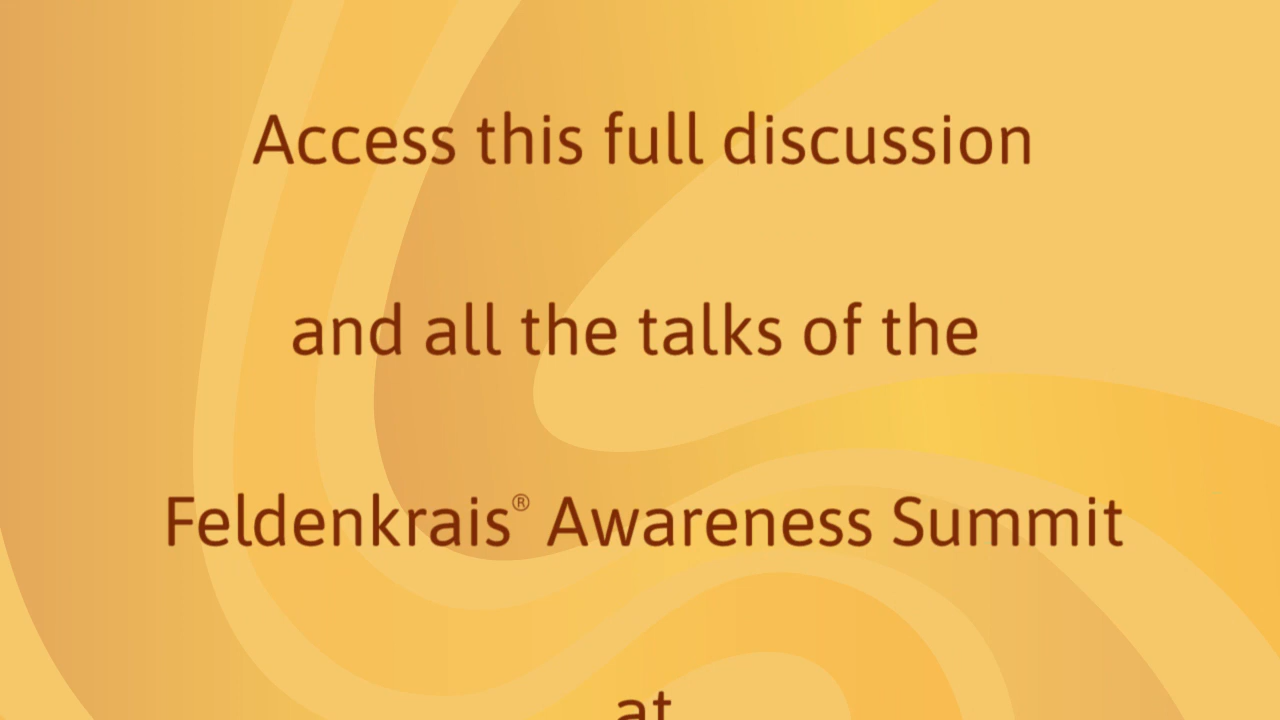 Access this full discussion
and all the talks of the
Feldenkrais® Awareness Summit
at